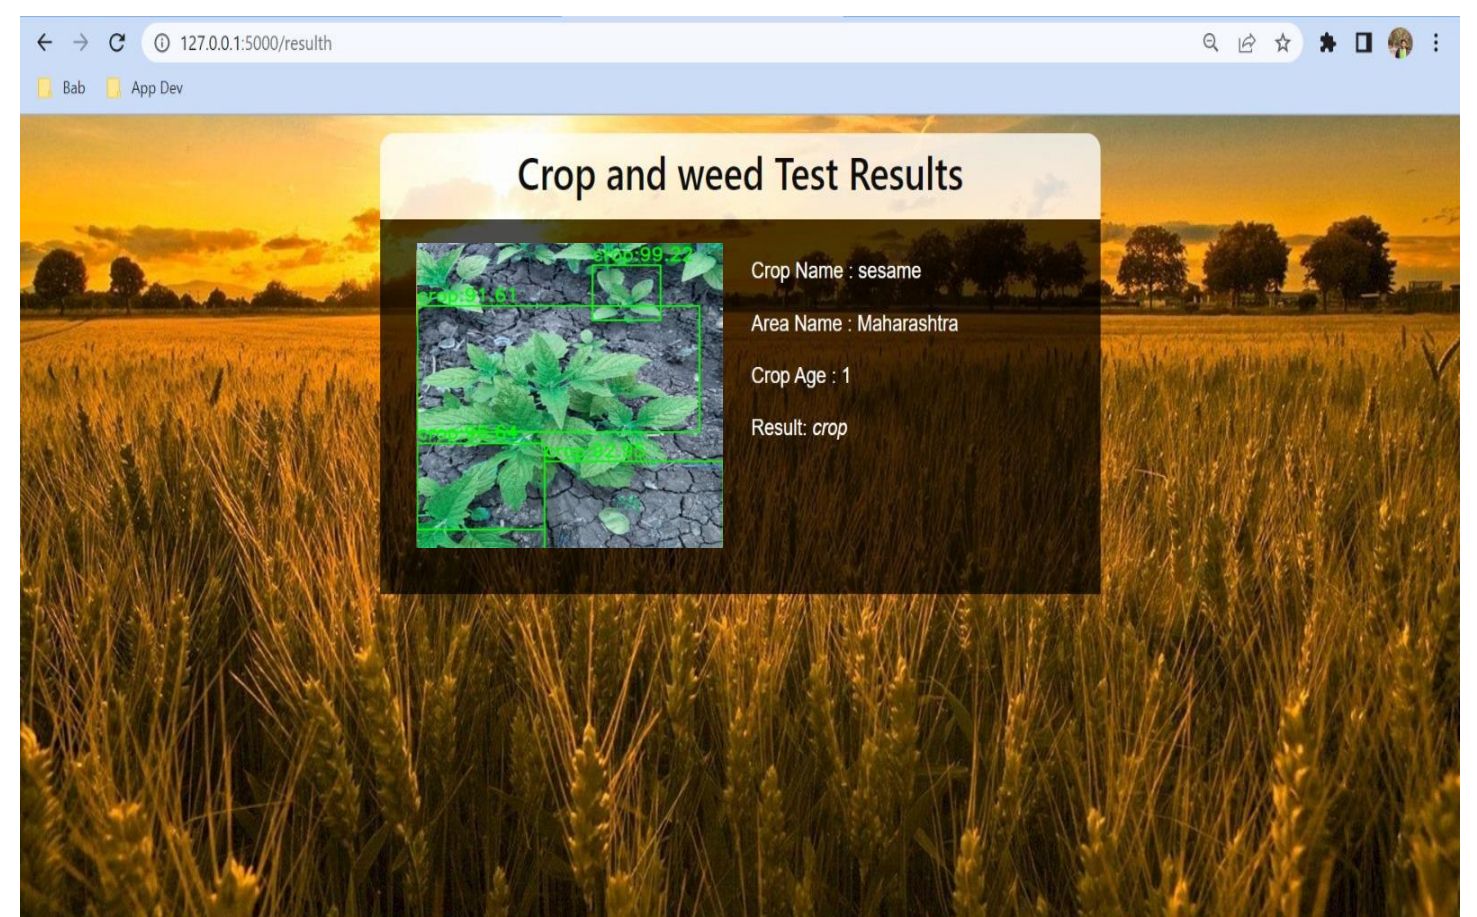 127.0.0.1:5000/resulth
Bab
App Dev
Crop and weed Test Results
crop:99.22
crop:91.61
Crop Name : sesame
Area Name : Maharashtra
Crop Age : 1
Result: crop